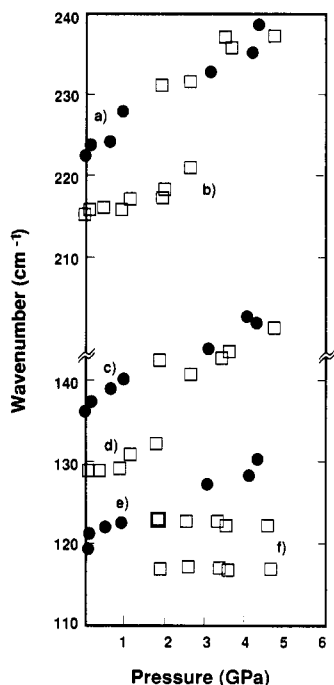 240
a)
230
220
b)
210
Wavenumber (cm -1)
c)
140
d)
130
e)
120
f)
110
1 2 3 4 5 6
Pressure (GPa)